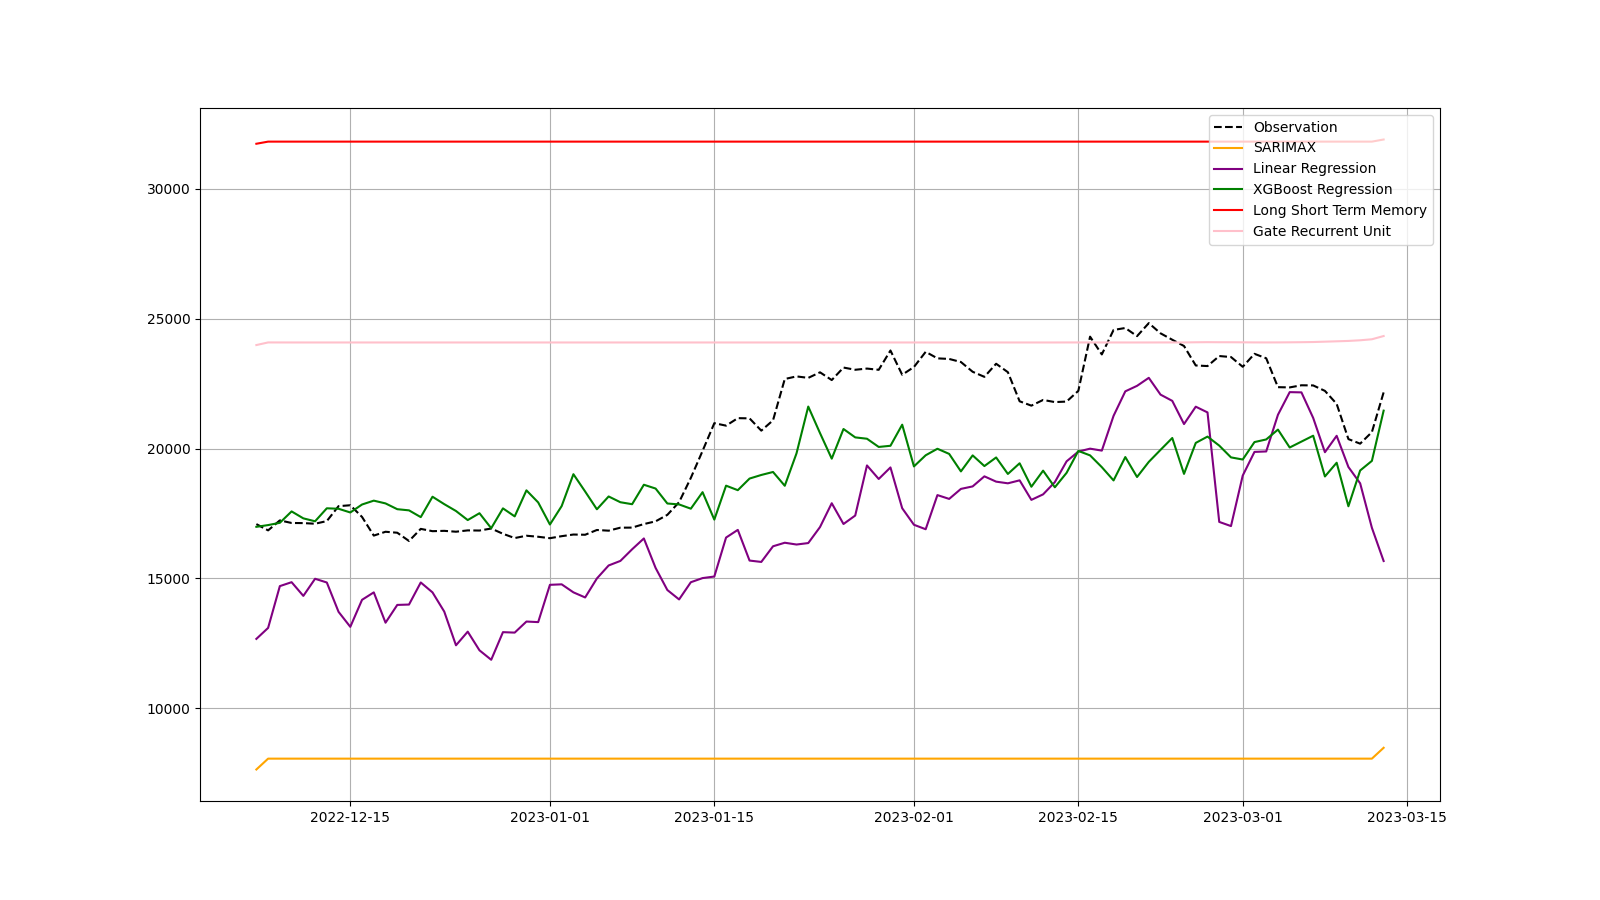 Observation
SARIMAX
Linear Regression
XGBoost Regression
Long Short Term Memory
Gate Recurrent Unit
30000
25000
20000
15000
10000
2022-12-15
2023-01-01
2023-01-15
2023-02-01
2023-02-15
2023-03-01
2023-03-15